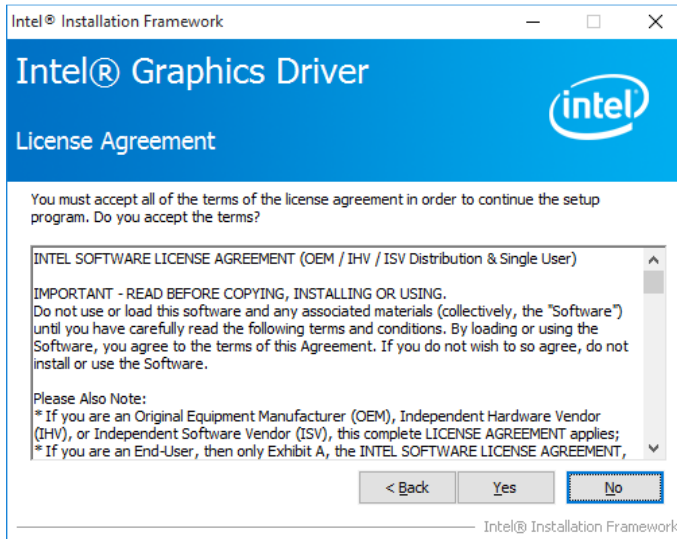 Intel® Installation Framework
Intel® Graphics Driver
intel
License Agreement
You must accept all of the terms of the license agreement in order to continue the setup
program. Do you accept the terms?
INTEL SOFTWARE LICENSE AGREEMENT (OEM / IHV / ISV Distribution & Single User)
IMPORTANT - READ BEFORE COPYING, INSTALLING OR USING.
Do not use or load this software and any associated materials (collectively, the "Software")
until you have carefully read the following terms and conditions. By loading or using the
Software, you agree to the terms of this Agreement. If you do not wish to so agree, do not
install or use the Software.
Please Also Note:
* If you are an Original Equipment Manufacturer (OEM), Independent Hardware Vendor
(IHV), or Independent Software Vendor (ISV), this complete LICENSE AGREEMENT applies;
* If you are an End-User, then only Exhibit A, the INTEL SOFTWARE LICENSE AGREEMENT,
< Back Yes No
Intel® Installation Framework